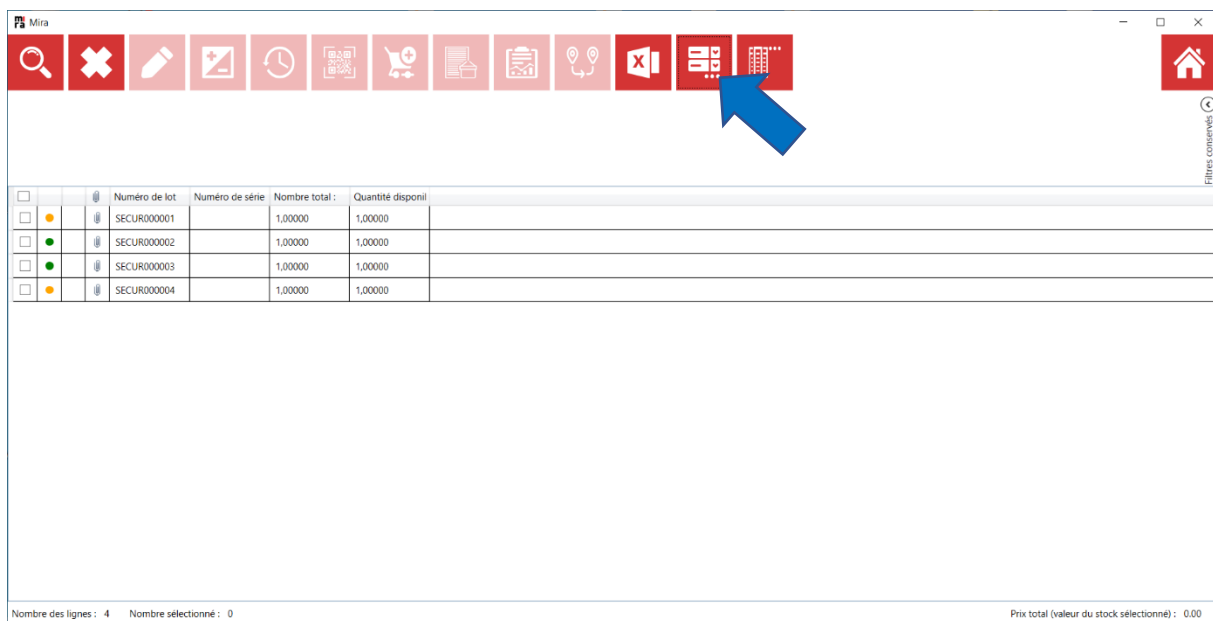 mira Mira
X
Filtres conservés
Numéro de lot Numéro de série Nombre total : Quantité disponil
SECUR000001 1,00000 1,00000
SECUR000002 1,00000 1,00000
SECUR000003 1,00000 1,00000
SECUR000004 1,00000 1,00000
Nombre des lignes : 4 Nombre sélectionné : 0 Prix total (valeur du stock sélectionné) : 0.00